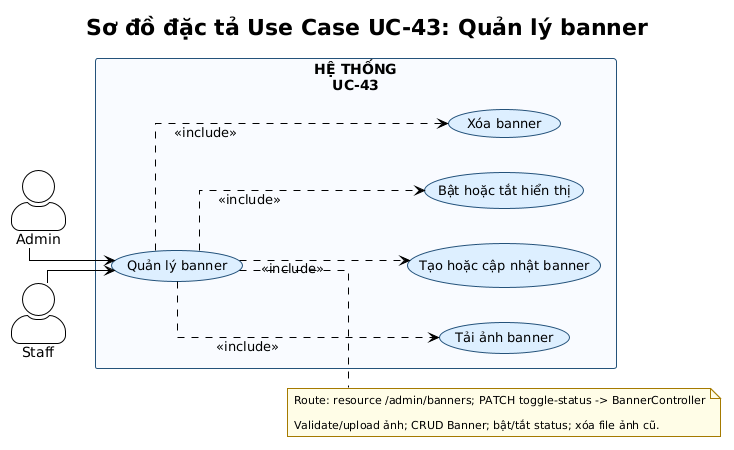 Sơ đồ đặc tả Use Case UC-43: Quản lý banner
HỆ THỐNG
UC-43
Xóa banner
«include»
Bật hoặc tắt hiển thị
«include»
Admin
Quản lý banner
«include»
Tạo hoặc cập nhật banner
Staff
«include»
Tải ảnh banner
Route: resource /admin/banners; PATCH toggle-status -> BannerController
Validate/upload ảnh; CRUD Banner; bật/tắt status; xóa file ảnh cũ.